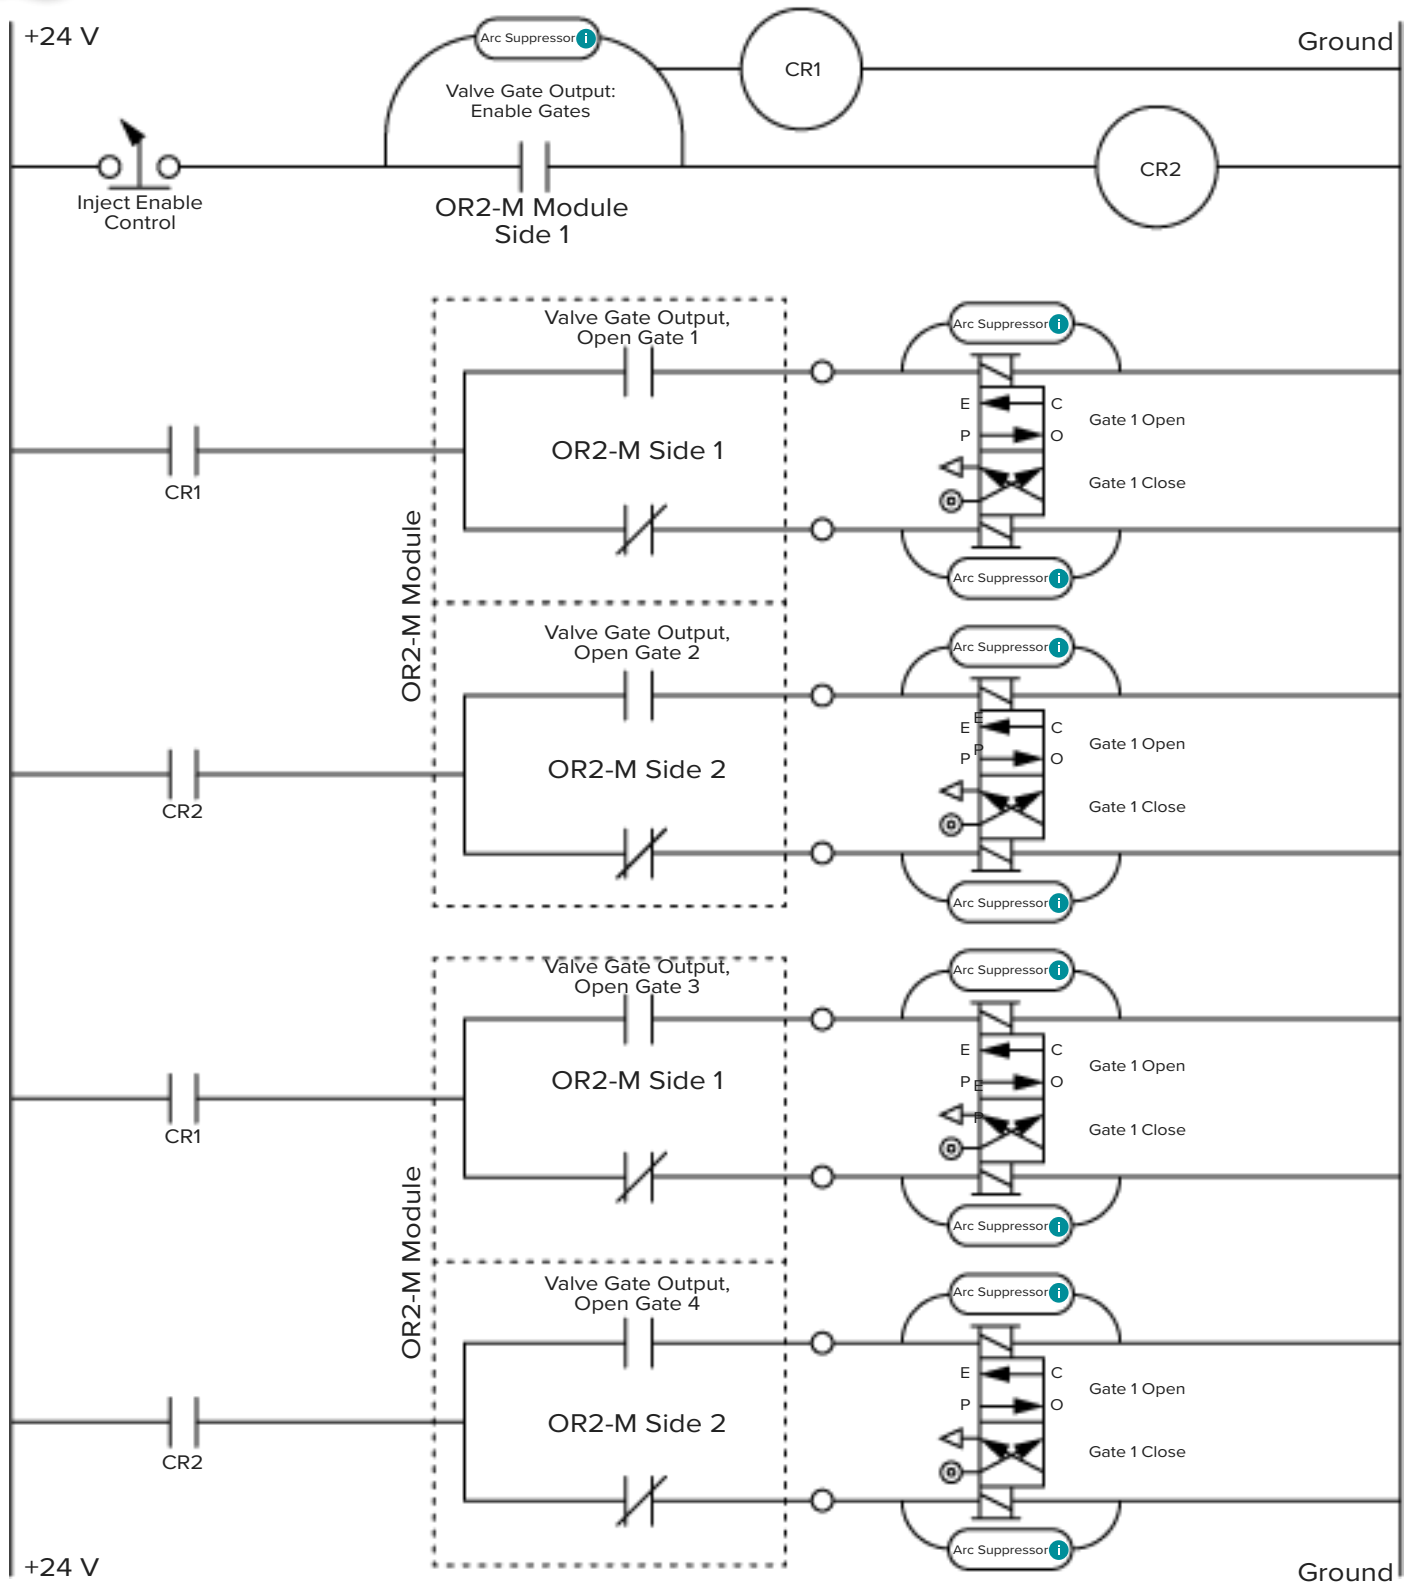 +24 V
Ground
Arc Suppressor i
CR1
Valve Gate Output:
Enable Gates
CR2
Inject Enable
Control
OR2-M Module
Side 1
Valve Gate Output,
Open Gate 1
Arc Suppressor i
E C
Gate 1 Open
P O
OR2-M Side 1
Gate 1 Close
CR1
Arc Suppressor i
OR2-M Module
Valve Gate Output,
Open Gate 2
Arc Suppressor i
E
E C
Gate 1 Open
P
P O
OR2-M Side 2
Gate 1 Close
CR2
Arc Suppressor i
Valve Gate Output,
Open Gate 3
Arc Suppressor i
E C
Gate 1 Open
P E O
OR2-M Side 1
P
Gate 1 Close
CR1
Arc Suppressor i
OR2-M Module
Valve Gate Output,
Open Gate 4
Arc Suppressor i
E C
Gate 1 Open
P O
OR2-M Side 2
Gate 1 Close
CR2
Arc Suppressor i
+24 V
Ground